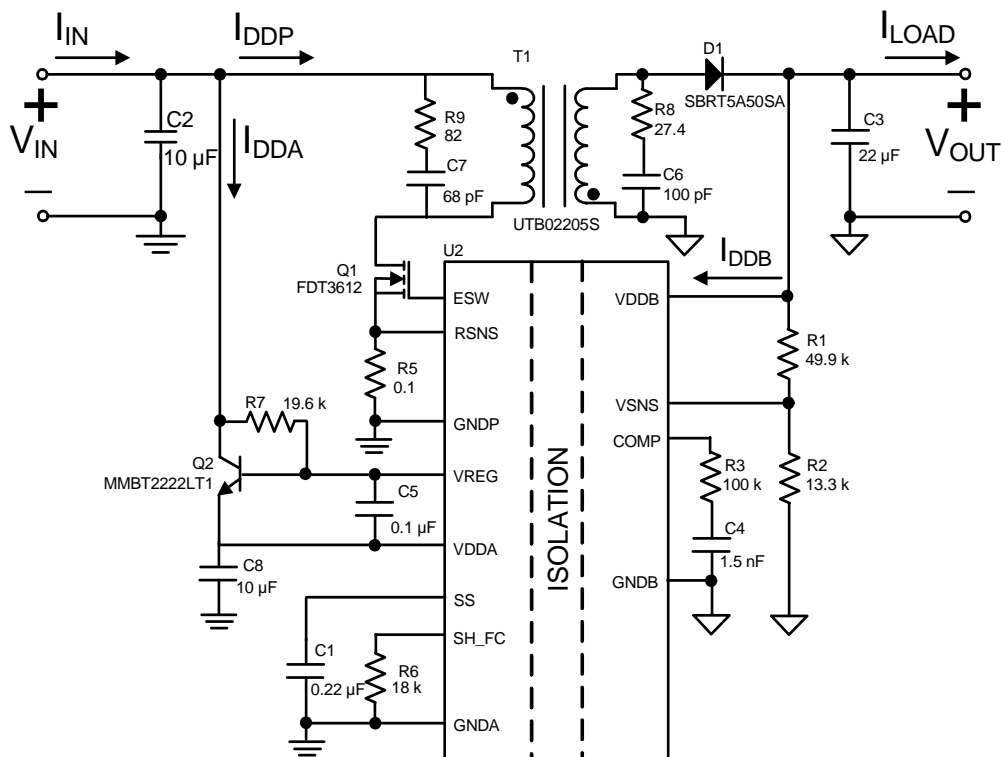 I_IN
I_DDP
T1
D1
SBRT5A50SA
I_LOAD
+
V_IN
–
C2
10 µF
I_DDA
R9
82
C7
68 pF
R8
27.4
C6
100 pF
UTB02205S
C3
22 µF
+
V_OUT
–
Q1
FDT3612
U2
I_DDB
ESW
VDDB
RSNS
R5
0.1
R1
49.9 k
GNDP
VSNS
R7
19.6 k
COMP
Q2
MMBT2222LT1
VREG
R3
100 k
R2
13.3 k
C5
0.1 µF
ISOLATION
VDDA
C4
1.5 nF
C8
10 µF
GNDB
SS
SH_FC
C1
0.22 µF
R6
18 k
GNDA